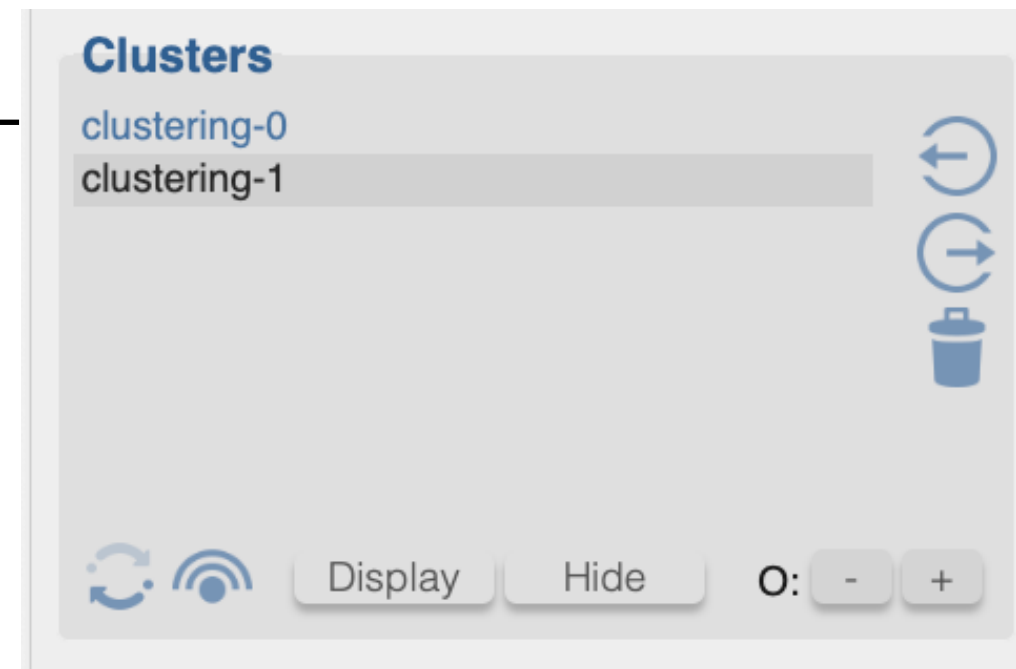 Clusters
clustering-0
clustering-1
Display Hide O: - +